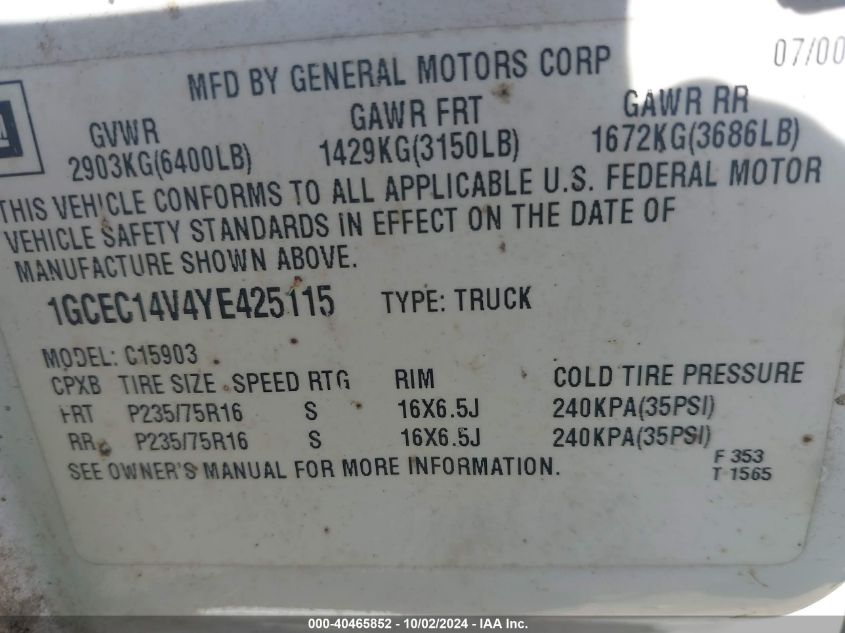 07/00
MFD BY GENERAL MOTORS CORP
GVWR GAWR FRT GAWR RR
2903KG(6400LB) 1429KG(3150LB) 1672KG(3686LB)
THIS VEHICLE CONFORMS TO ALL APPLICABLE U.S. FEDERAL MOTOR
VEHICLE SAFETY STANDARDS IN EFFECT ON THE DATE OF
MANUFACTURE SHOWN ABOVE.
1GCEC14V4YE425115 TYPE: TRUCK
MODEL: C15903
CPXB TIRE SIZE SPEED RTG RIM COLD TIRE PRESSURE
FRT P235/75R16 S 16X6.5J 240KPA(35PSI)
RR P235/75R16 S 16X6.5J 240KPA(35PSI)
SEE OWNER'S MANUAL FOR MORE INFORMATION.
F 353
T 1565
000-40465852 - 10/02/2024 - IAA Inc.